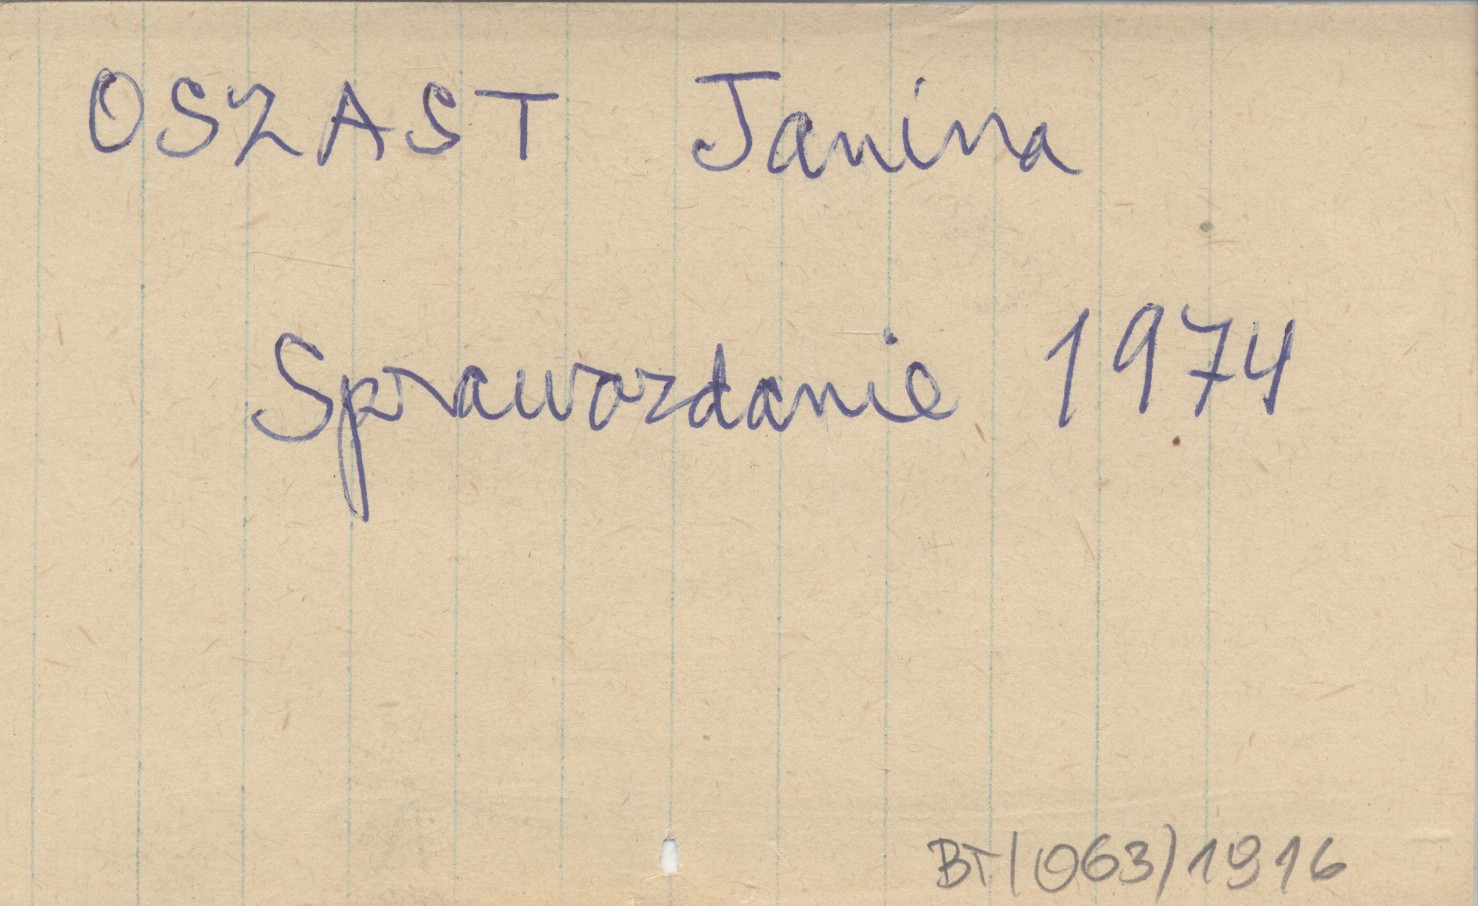 OSZAST Janina
Sprawozdanie 1974
BT/063/1916